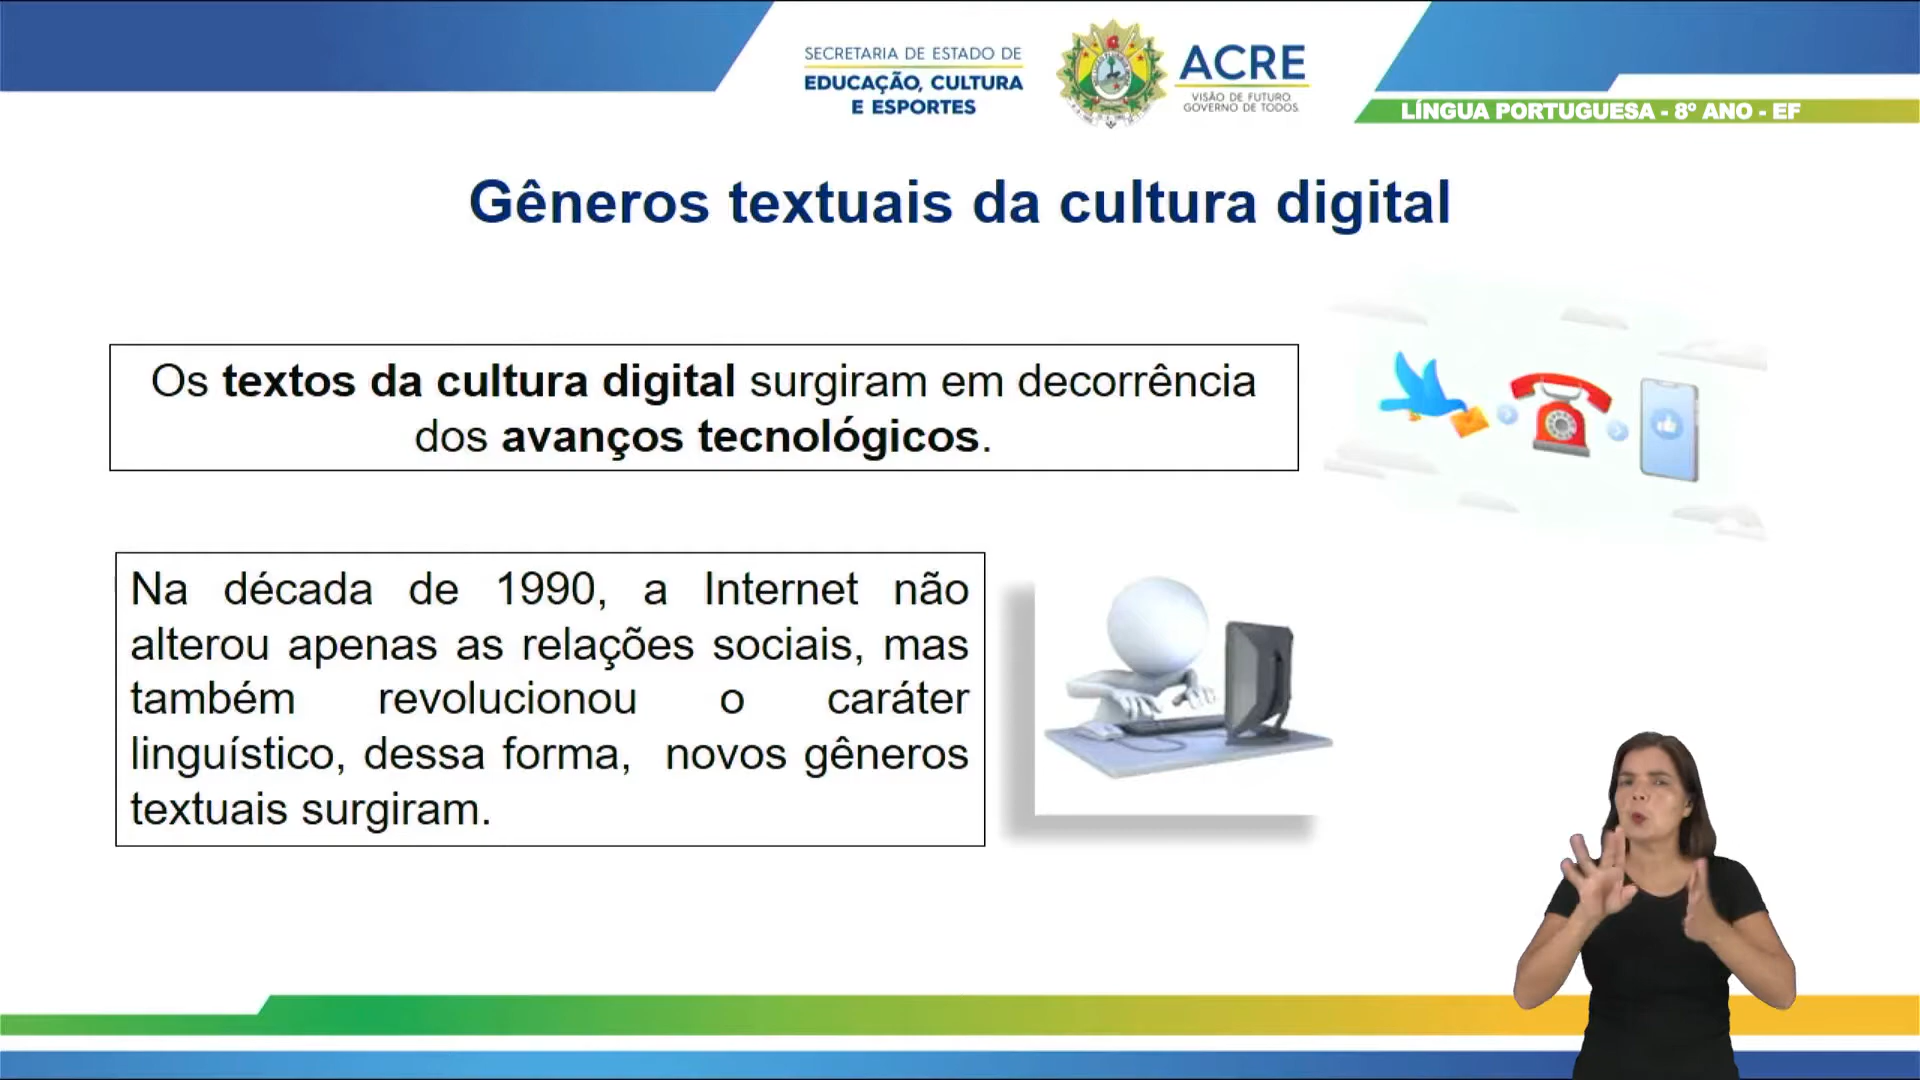 SECRETARIA DE ESTADO DE
EDUCAÇÃO, CULTURA
E ESPORTES
ACRE
VISÃO DE FUTURO.
GOVERNO DE TODOS.
LÍNGUA PORTUGUESA - 8º ANO - EF
Gêneros textuais da cultura digital
Os textos da cultura digital surgiram em decorrência
dos avanços tecnológicos.
Na década de 1990, a Internet não
alterou apenas as relações sociais, mas
também revolucionou o caráter
linguístico, dessa forma, novos gêneros
textuais surgiram.